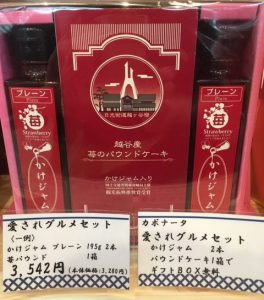 プレーン
苺
Strawberry
かけジャム
日光街道越ヶ谷宿
越谷産
苺のパウンドケーキ
かけジャム入り
プレーン
苺
Strawberry
かけジャム
愛されグルメセット
〈一例〉
かけジャム プレーン 195g 2本
苺パウンド 1箱
3,542円 (本体価格:3,280円)
カポナータ
愛されグルメセット
かけジャム 2本
パウンドケーキ1箱で
ギフトBOX無料